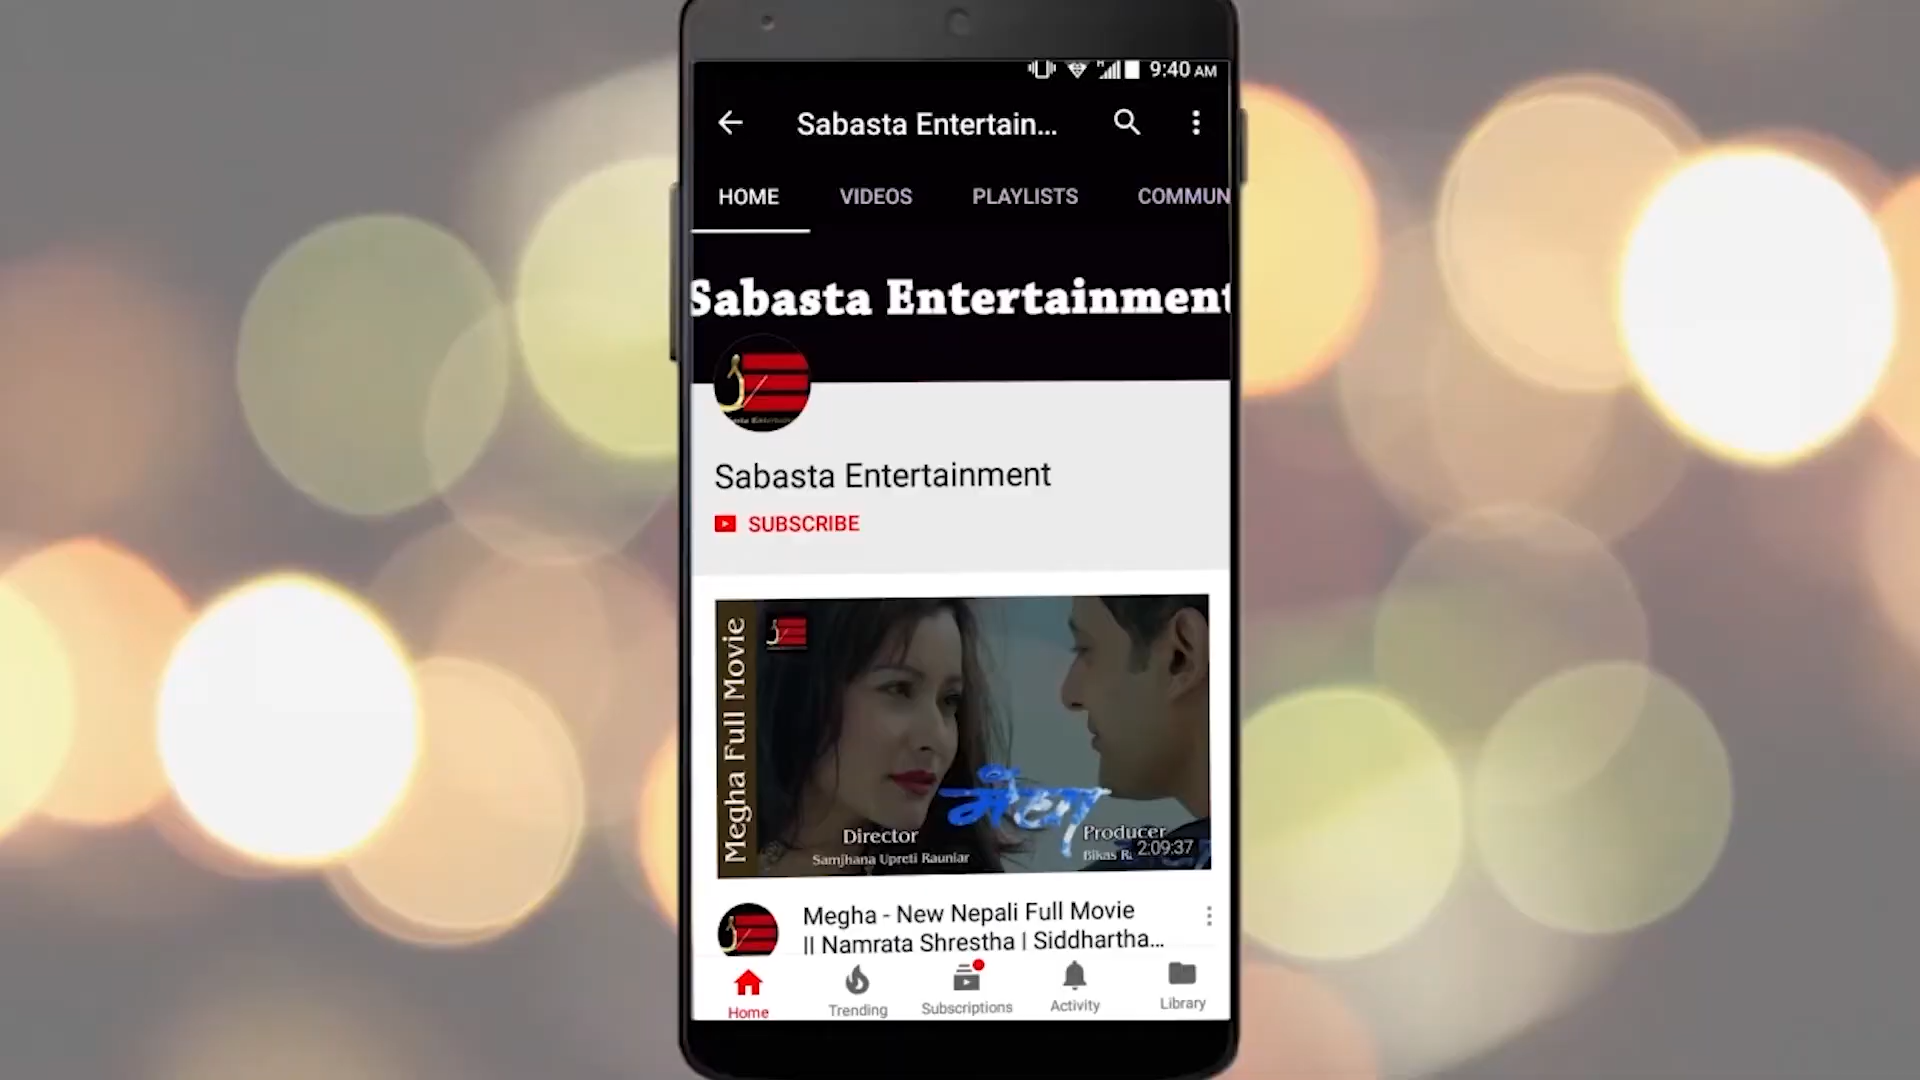 9:40 AM
Sabasta Entertain...
HOME VIDEOS PLAYLISTS COMMUN
Sabasta Entertainment
Sabasta Entertainment
SUBSCRIBE
Megha Full Movie
मेघा
Director
Samjhana Upreti Rauniar
Producer
Bikas
2:09:37
Megha - New Nepali Full Movie
|| Namrata Shrestha | Siddhartha...
Home Trending Subscriptions Activity Library